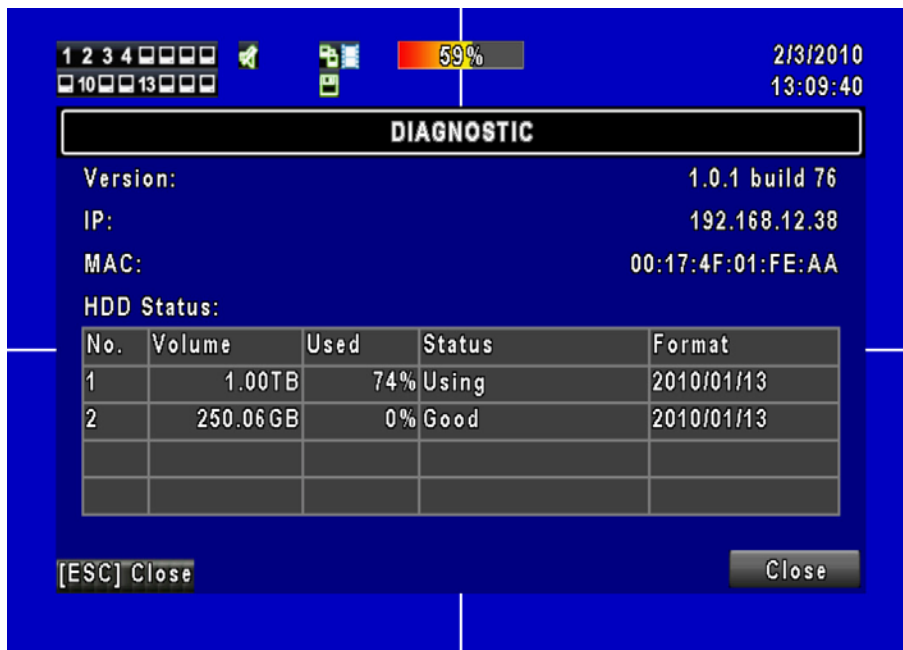 1 2 3 4
59%
2/3/2010
10 13
13:09:40
DIAGNOSTIC
Version: 1.0.1 build 76
IP: 192.168.12.38
MAC: 00:17:4F:01:FE:AA
HDD Status:
No. Volume Used Status Format
1 1.00TB 74% Using 2010/01/13
2 250.06GB 0% Good 2010/01/13
[ESC] Close
Close